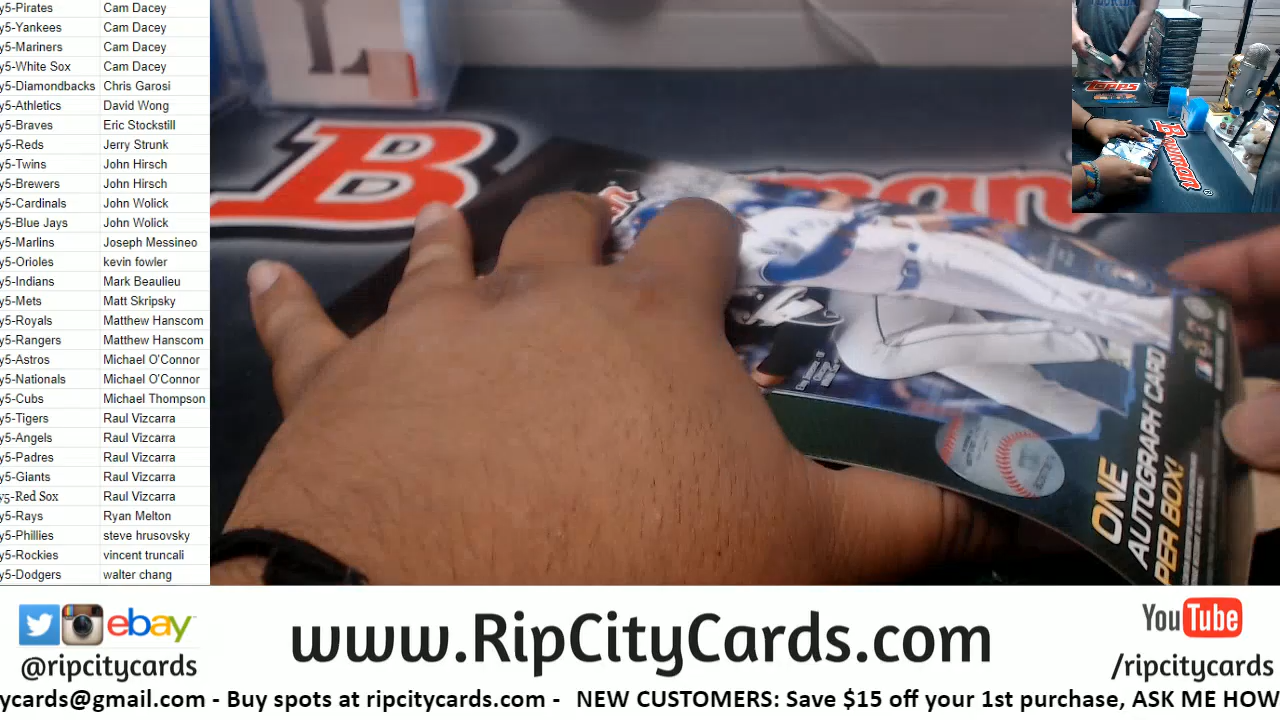 y5-Pirates Cam Dacey
y5-Yankees Cam Dacey
y5-Mariners Cam Dacey
y5-White Sox Cam Dacey
y5-Diamondbacks Chris Garosi
y5-Athletics David Wong
y5-Braves Eric Stockstill
y5-Reds Jerry Strunk
y5-Twins John Hirsch
y5-Brewers John Hirsch
y5-Cardinals John Wolick
y5-Blue Jays John Wolick
y5-Marlins Joseph Messineo
y5-Orioles kevin fowler
y5-Indians Mark Beaulieu
y5-Mets Matt Skripsky
y5-Royals Matthew Hanscom
y5-Rangers Matthew Hanscom
y5-Astros Michael O'Connor
y5-Nationals Michael O'Connor
y5-Cubs Michael Thompson
y5-Tigers Raul Vizcarra
y5-Angels Raul Vizcarra
y5-Padres Raul Vizcarra
y5-Giants Raul Vizcarra
y5-Red Sox Raul Vizcarra
y5-Rays Ryan Melton
y5-Phillies steve hrusovsky
y5-Rockies vincent truncali
y5-Dodgers walter chang
L
B man
Topps
Bowman
ONE
AUTOGRAPH CARD
PER BOX!
ebay
@ripcitycards
www.RipCityCards.com
YouTube
/ripcitycards
ycards@gmail.com - Buy spots at ripcitycards.com - NEW CUSTOMERS: Save $15 off your 1st purchase, ASK ME HOW